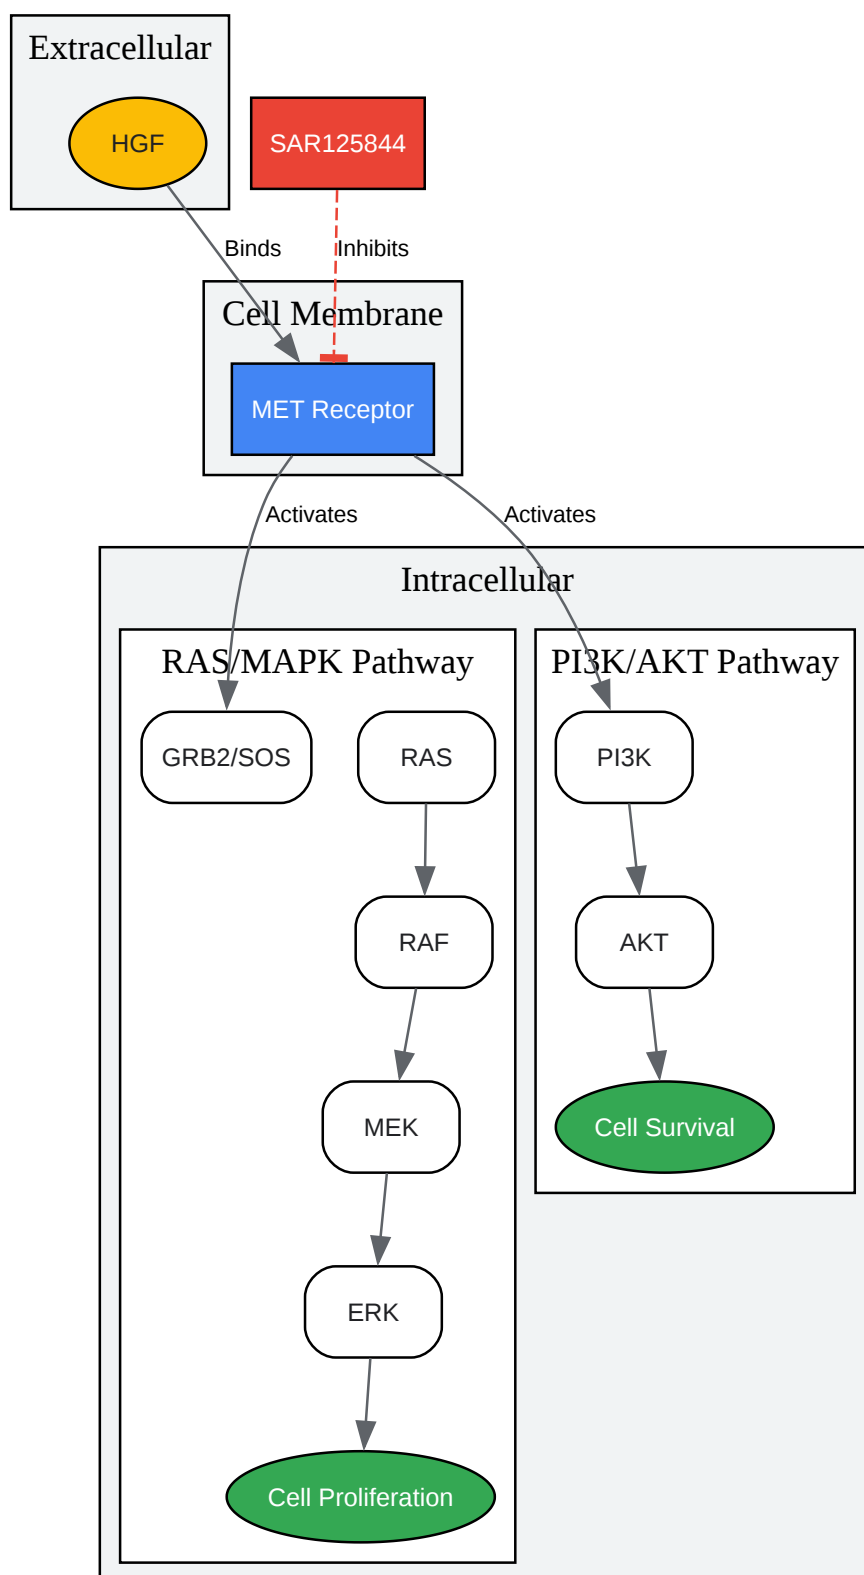 Extracellular
HGF
SAR125844
Binds
Inhibits
Cell Membrane
MET Receptor
Activates
Activates
Intracellular
RAS/MAPK Pathway
PI3K/AKT Pathway
GRB2/SOS
RAS
PI3K
RAF
AKT
MEK
Cell Survival
ERK
Cell Proliferation